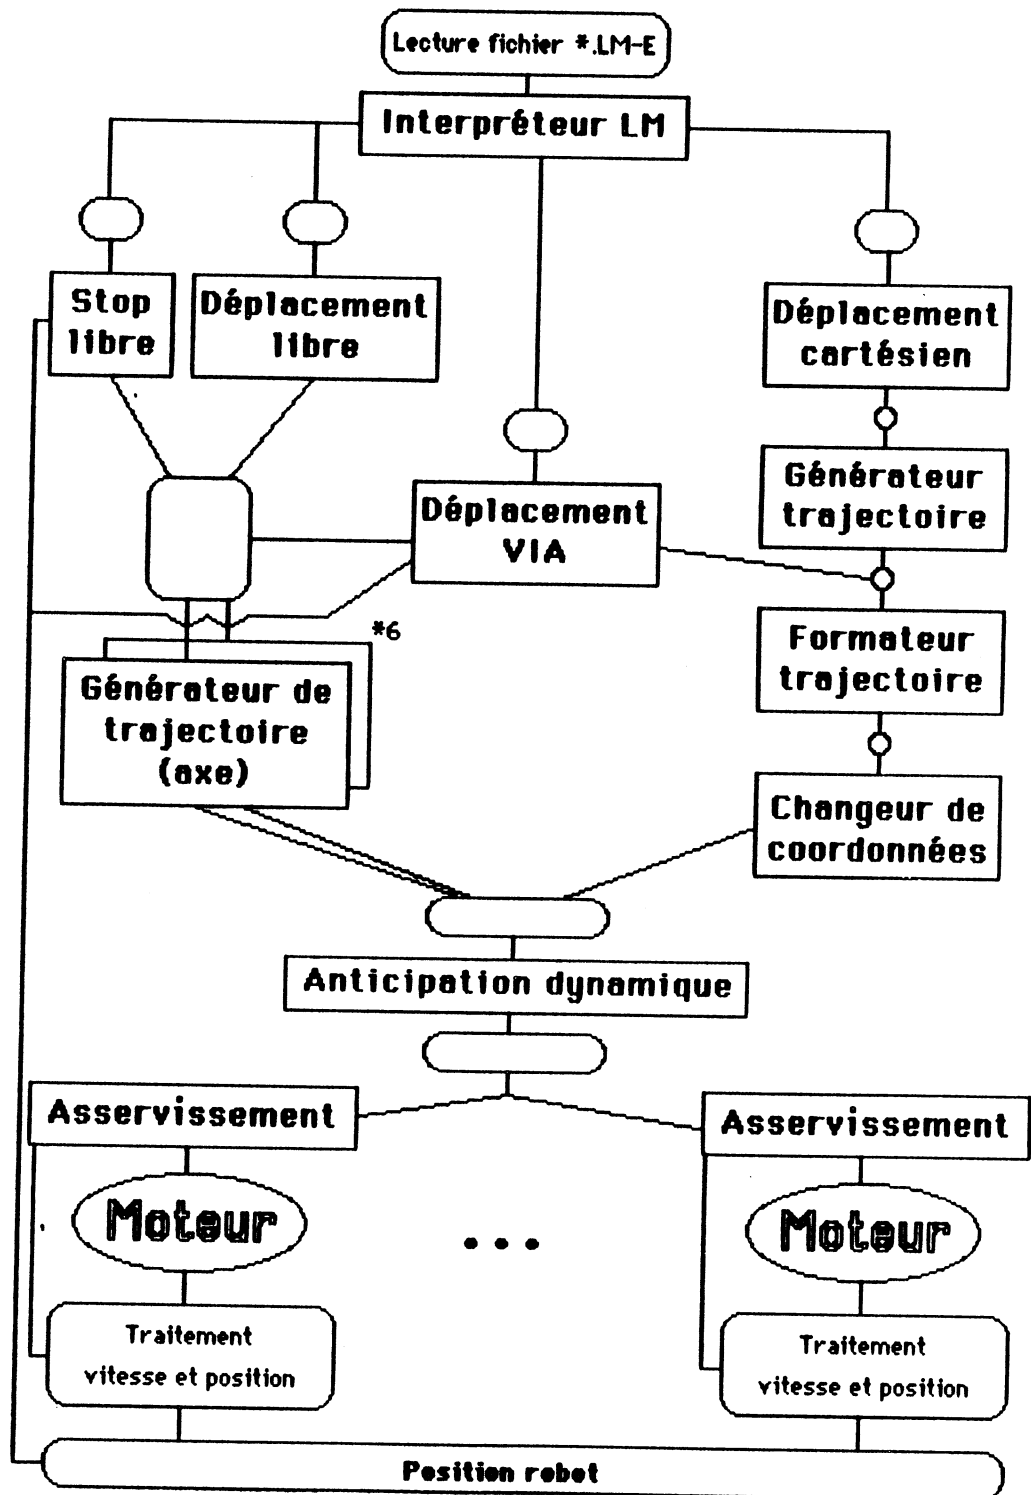 Lecture fichier *.LM-E
Interpréteur LM
Stop
libre
Déplacement
libre
Déplacement
cartésien
Générateur
trajectoire
Déplacement
VIA
Formateur
trajectoire
*6
Générateur de
trajectoire
(axe)
Changeur de
coordonnées
Anticipation dynamique
Asservissement
Asservissement
Moteur
...
Moteur
Traitement
vitesse et position
Traitement
vitesse et position
Position robot